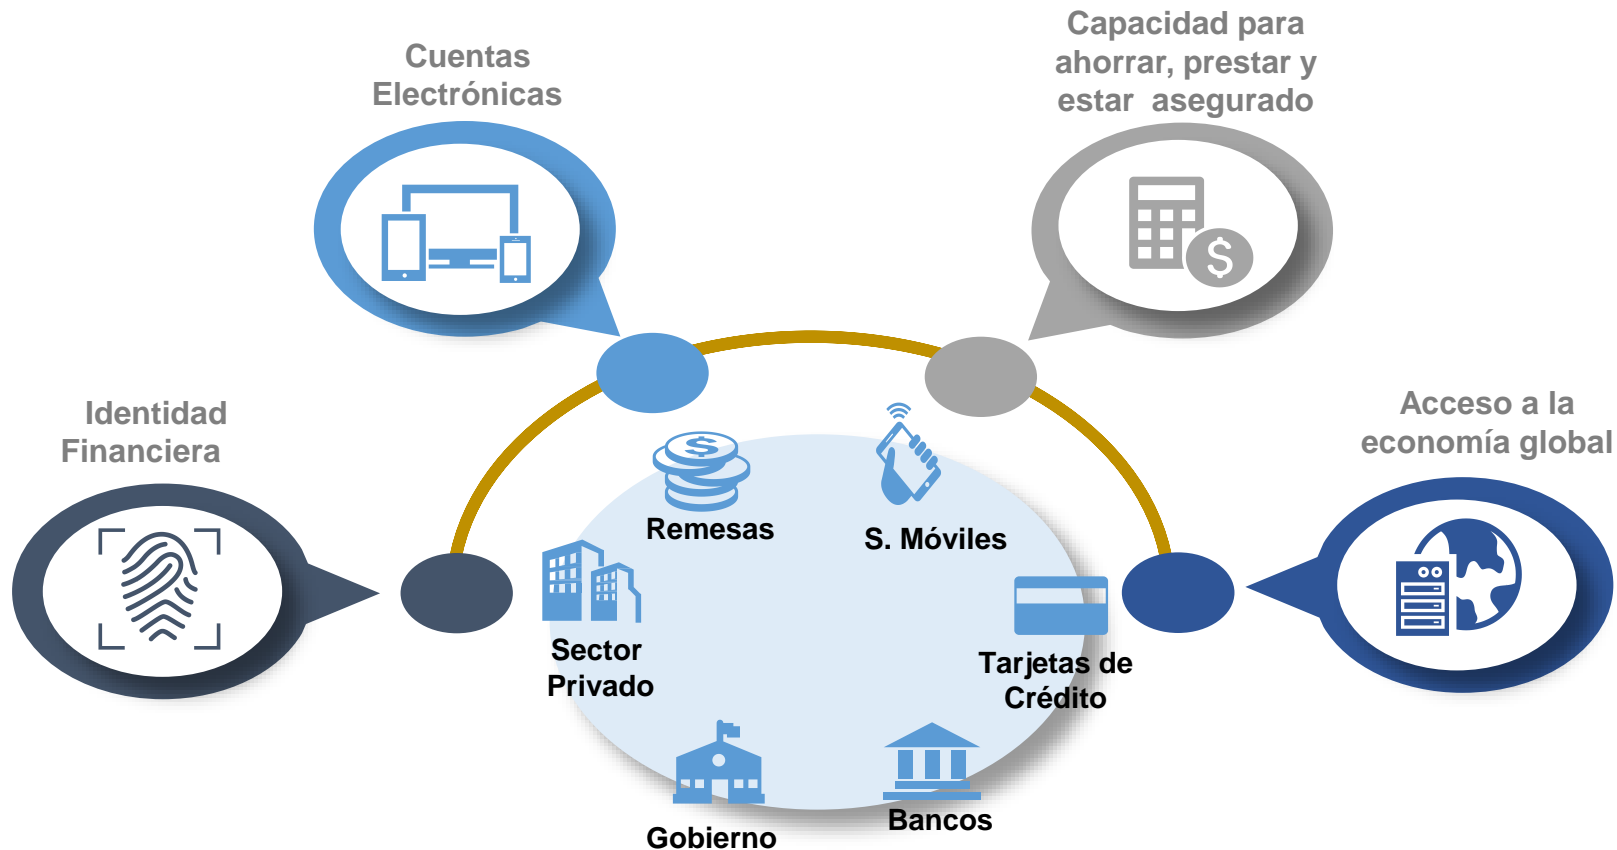 Capacidad para
ahorrar, prestar y
estar asegurado
Cuentas
Electrónicas
Identidad
Financiera
Acceso a la
economía global
$
$
Remesas
S. Móviles
Sector
Privado
Tarjetas de
Crédito
Gobierno
Bancos